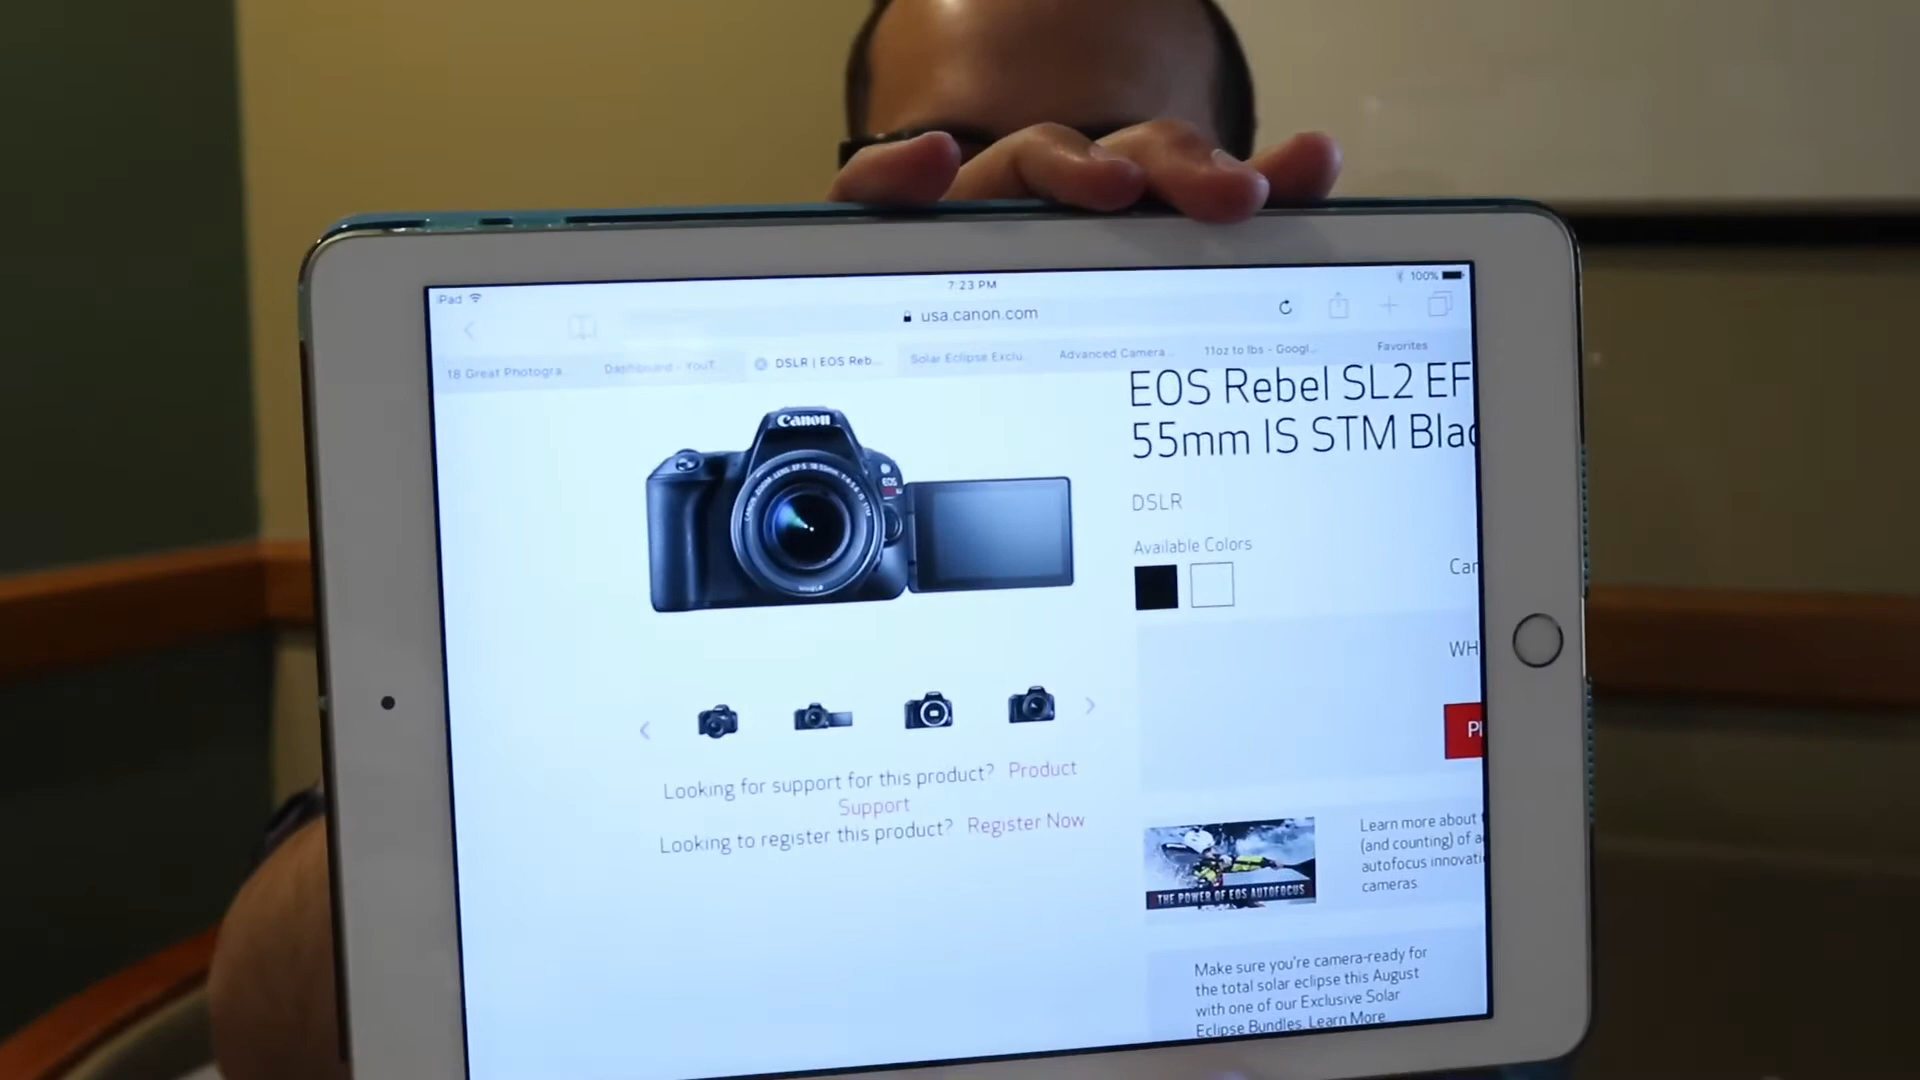 iPad
7:23 PM
100%
usa.canon.com
18 Great Photogra...
Dashboard - YouT...
DSLR | EOS Reb...
Solar Eclipse Exclu...
Advanced Camera...
11oz to lbs - Googl...
Favorites
Canon
EOS
EOS Rebel SL2 EF
55mm IS STM Blac
DSLR
Available Colors
Car
WH
Looking for support for this product? Product
Support
Looking to register this product? Register Now
THE POWER OF EOS AUTOFOCUS
Learn more about
(and counting) of a
autofocus innovati
cameras.
Make sure you're camera-ready for
the total solar eclipse this August
with one of our Exclusive Solar
Eclipse Bundles. Learn More